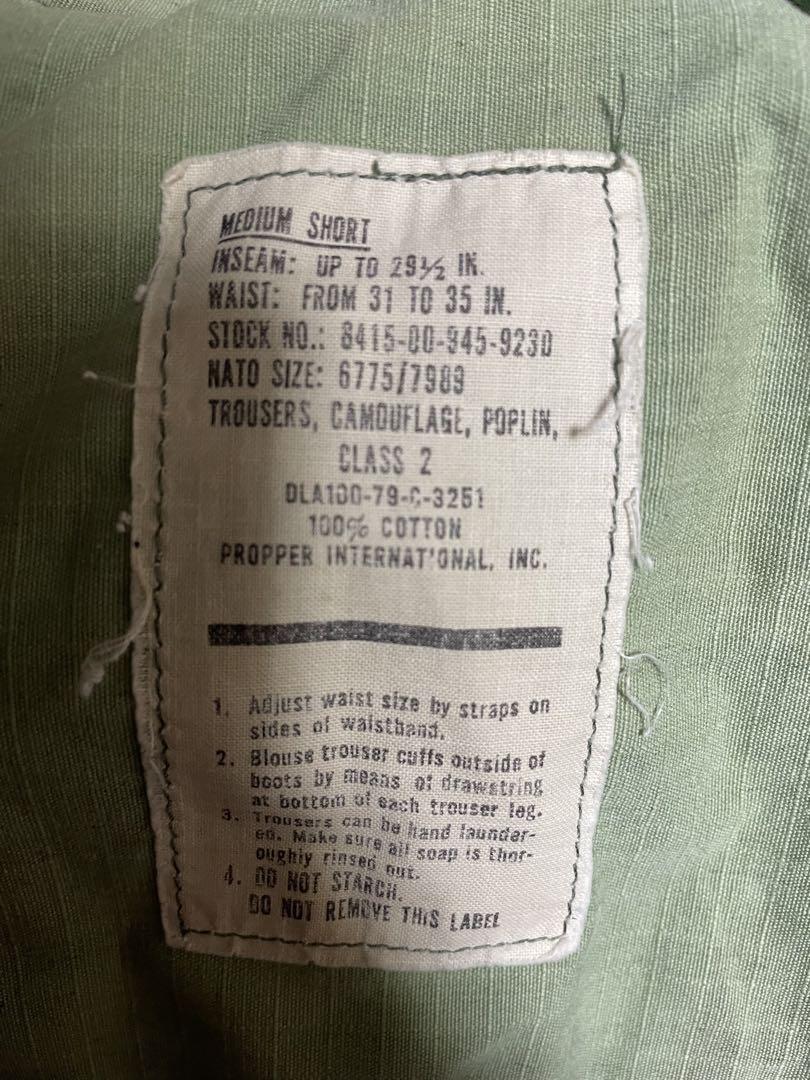 MEDIUM SHORT
INSEAM: UP TO 29½ IN.
WAIST: FROM 31 TO 35 IN.
STOCK NO.: 8415-00-945-9230
NATO SIZE: 6775/7989
TROUSERS, CAMOUFLAGE, POPLIN,
CLASS 2
DLA100-79-C-3251
100% COTTON
PROPPER INTERNAT'ONAL, INC.
1. Adjust waist size by straps on
sides of waistband.
2. Blouse trouser cuffs outside of
boots by means of drawstring
at bottom of each trouser leg.
3. Trousers can be hand launder-
ed. Make sure all soap is thor-
oughly rinsed out.
4. DO NOT STARCH.
DO NOT REMOVE THIS LABEL